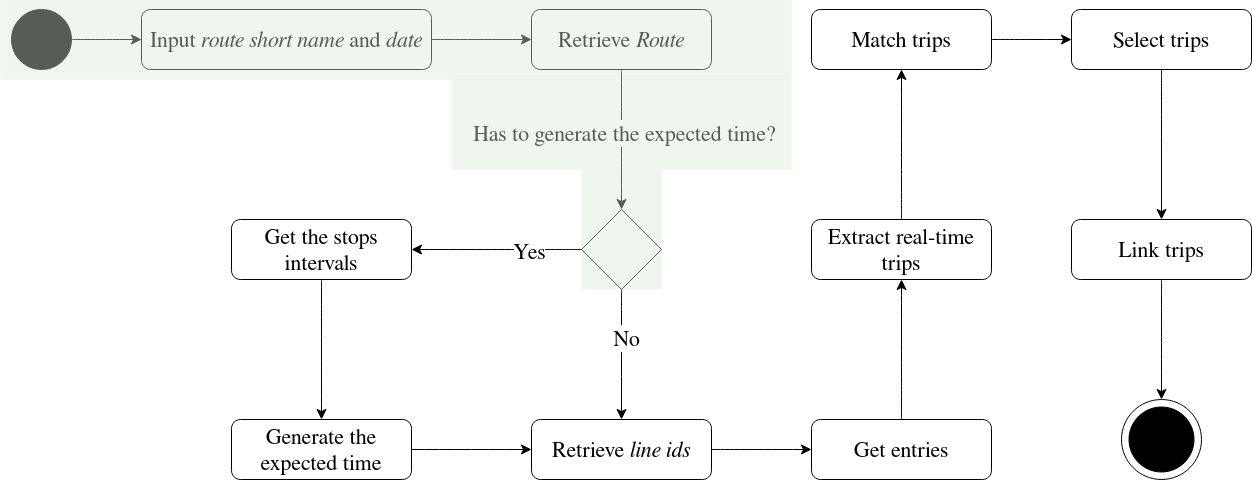 Input route short name and date
Retrieve Route
Match trips
Select trips
Has to generate the expected time?
Get the stops
intervals
Yes
Extract real-time
trips
Link trips
No
Generate the
expected time
Retrieve line ids
Get entries